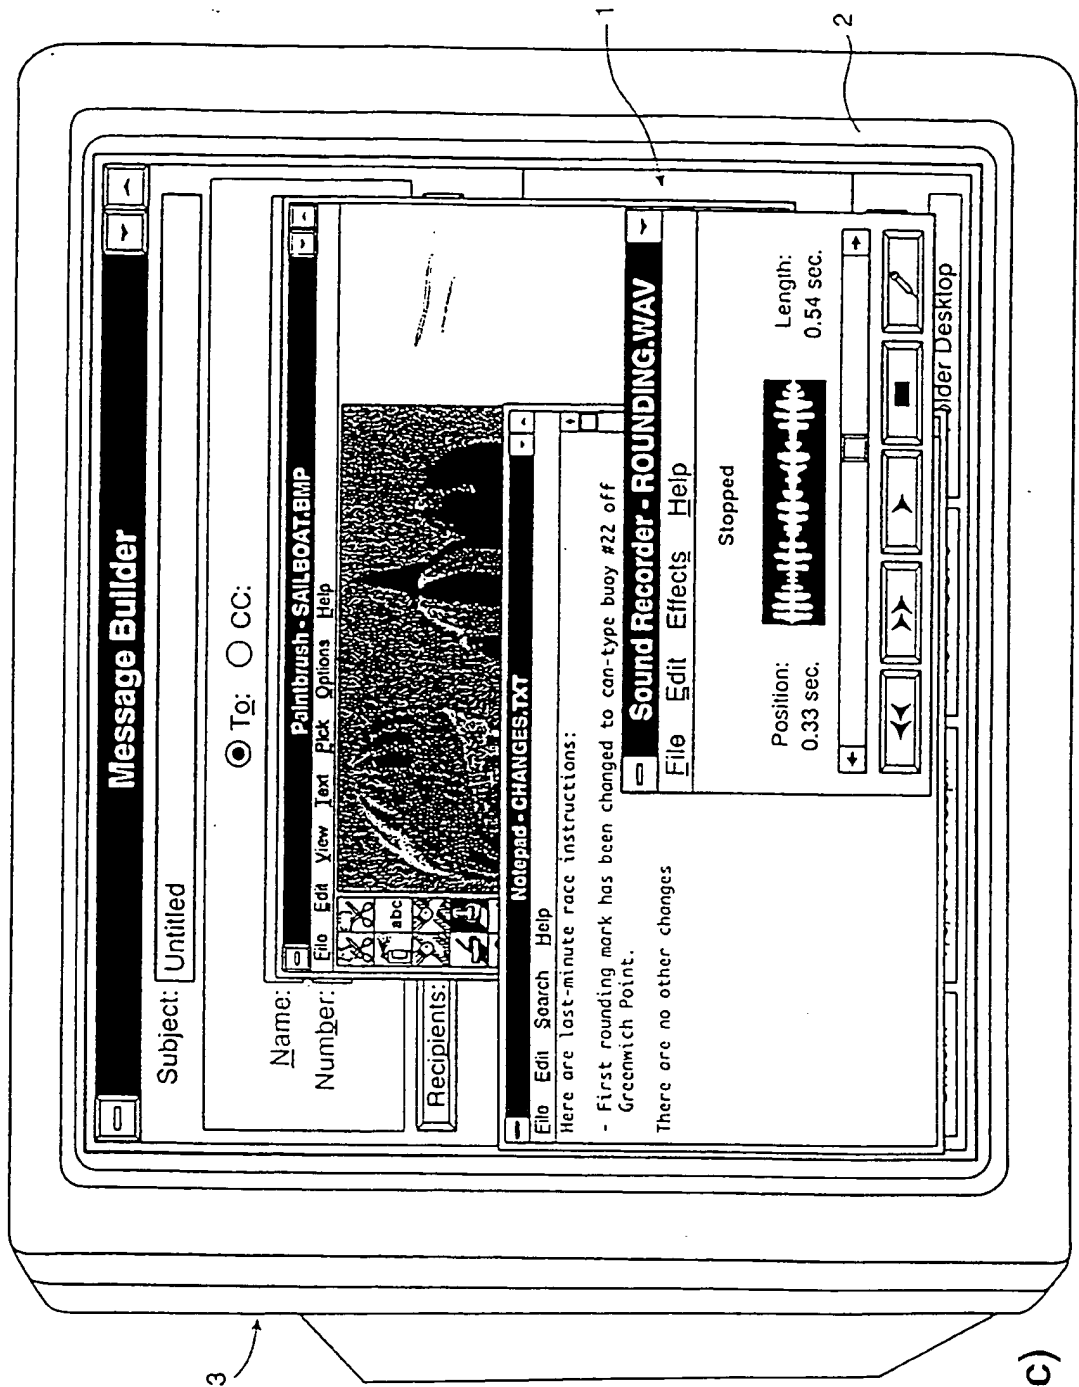 Message Builder
Subject: Untitled
To: CC:
Name:
Number:
Recipients:
Paintbrush - SAILBOAT.BMP
File Edit View Text Pick Options Help
abc
Notepad - CHANGES.TXT
File Edit Search Help
Here are last-minute race instructions:
- First rounding mark has been changed to can-type buoy #22 off
Greenwich Point.
There are no other changes
Sound Recorder - ROUNDING.WAV
File Edit Effects Help
Stopped
Position: Length:
0.33 sec. 0.54 sec.
Desktop
1
2
3
c)